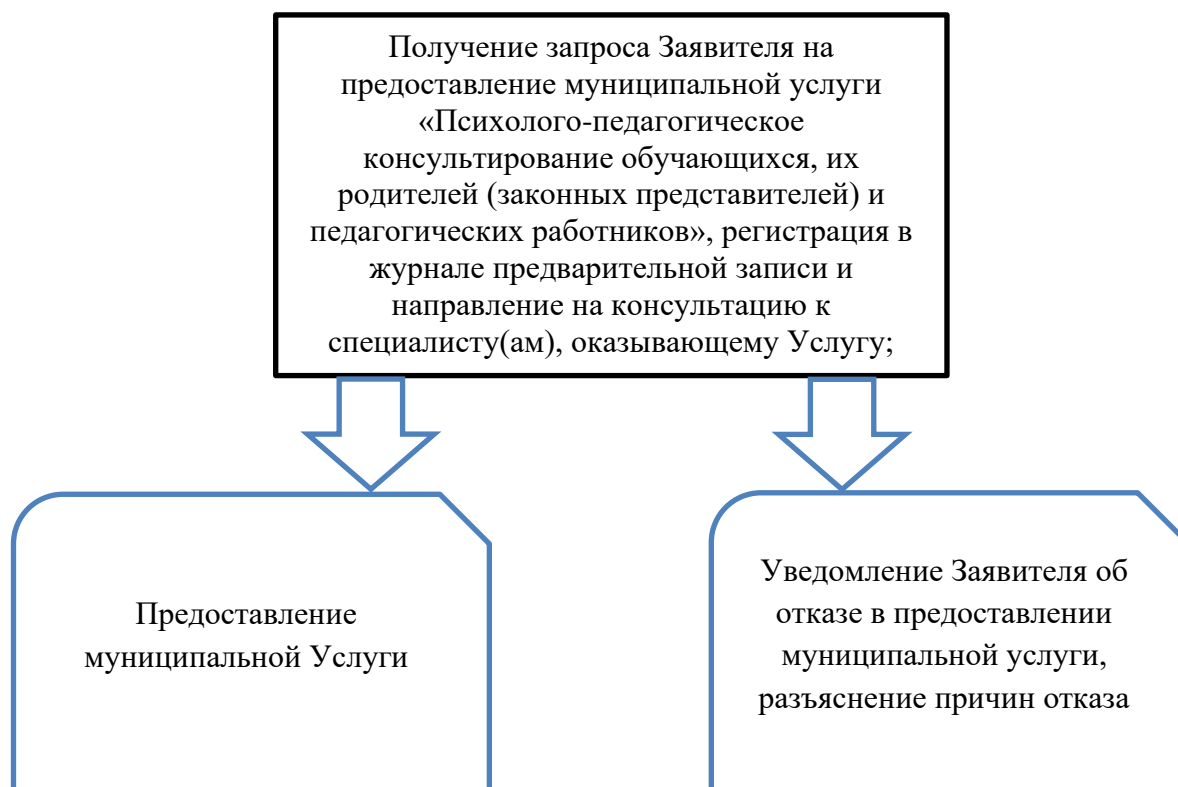 Получение запроса Заявителя на
предоставление муниципальной услуги
«Психолого-педагогическое
консультирование обучающихся, их
родителей (законных представителей) и
педагогических работников», регистрация в
журнале предварительной записи и
направление на консультацию к
специалисту(ам), оказывающему Услугу;
Предоставление
муниципальной Услуги
Уведомление Заявителя об
отказе в предоставлении
муниципальной услуги,
разъяснение причин отказа